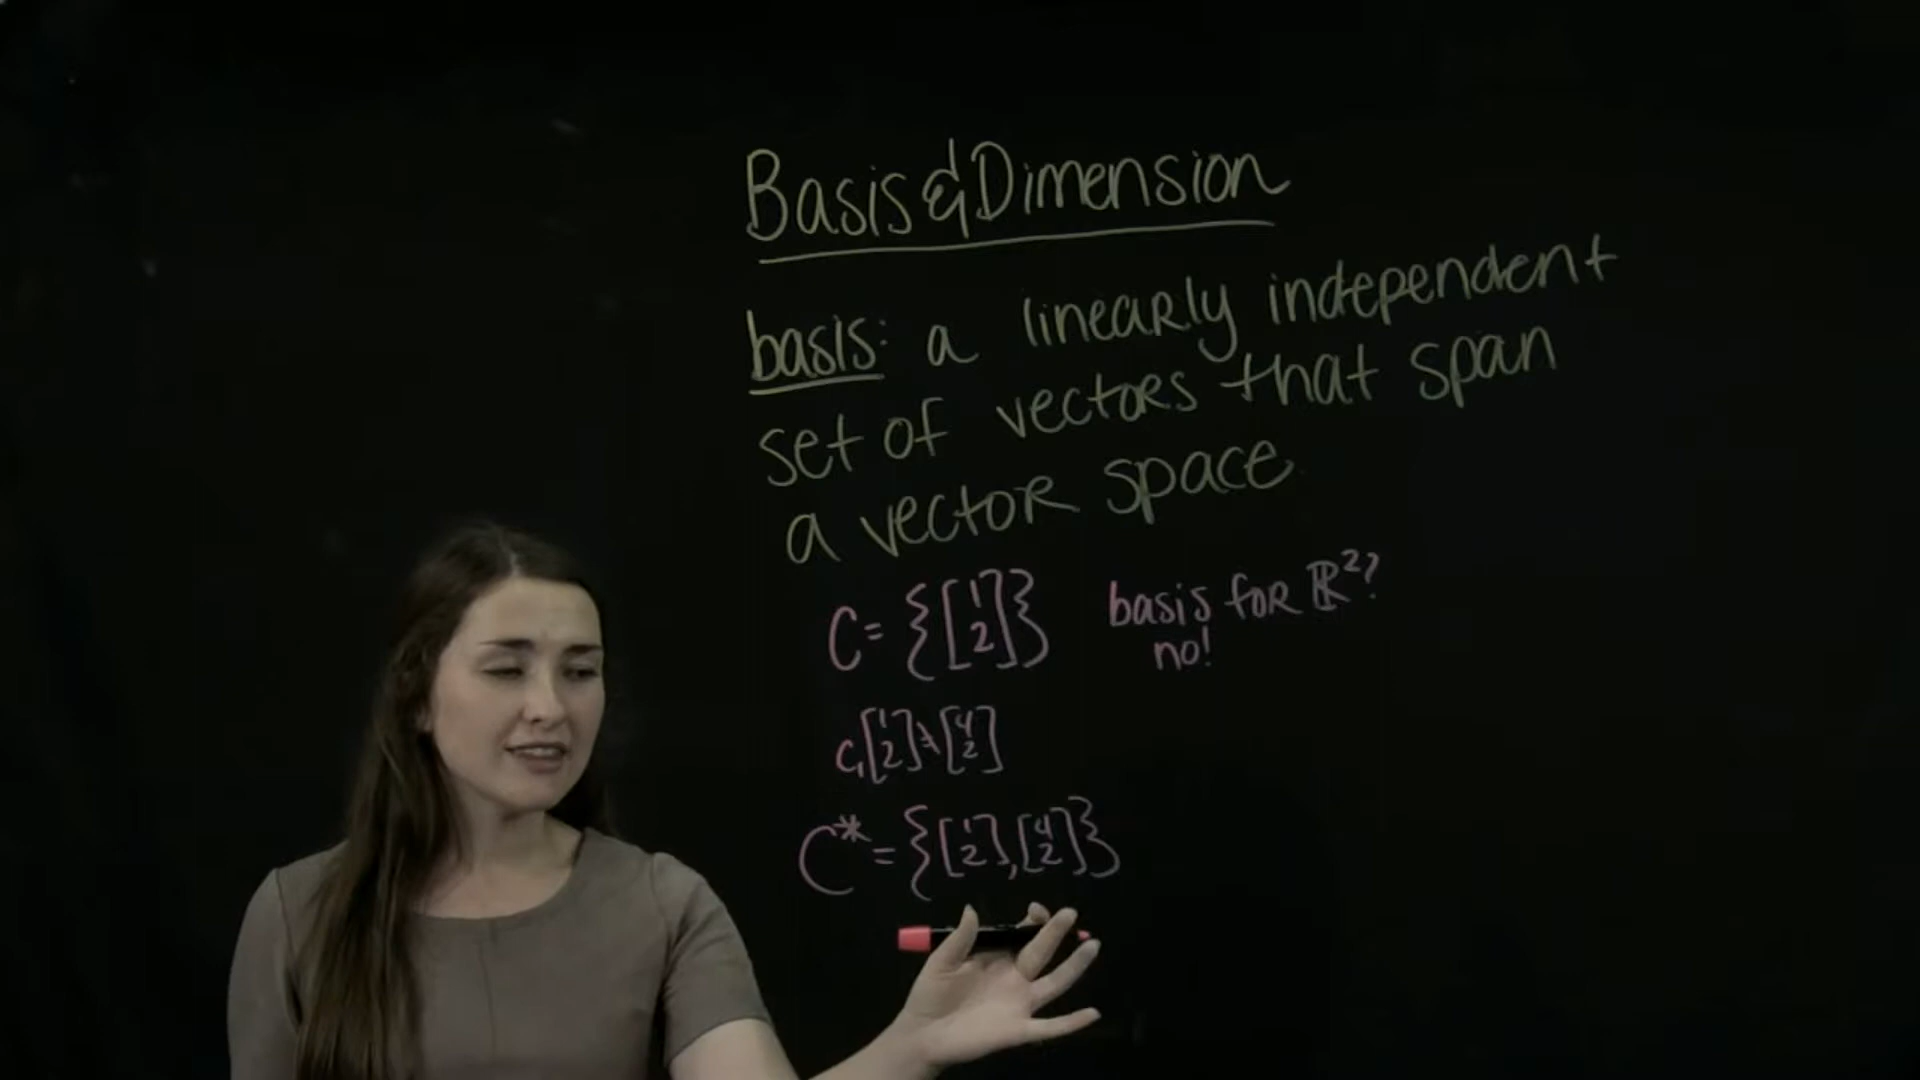 Basis & Dimension
basis: a linearly independent
set of vectors that span
a vector space
C = {[1 2]} basis for ℝ²?
no!
c₁[1 2] ≠ [4 2]
C* = {[1 2], [4 2]}